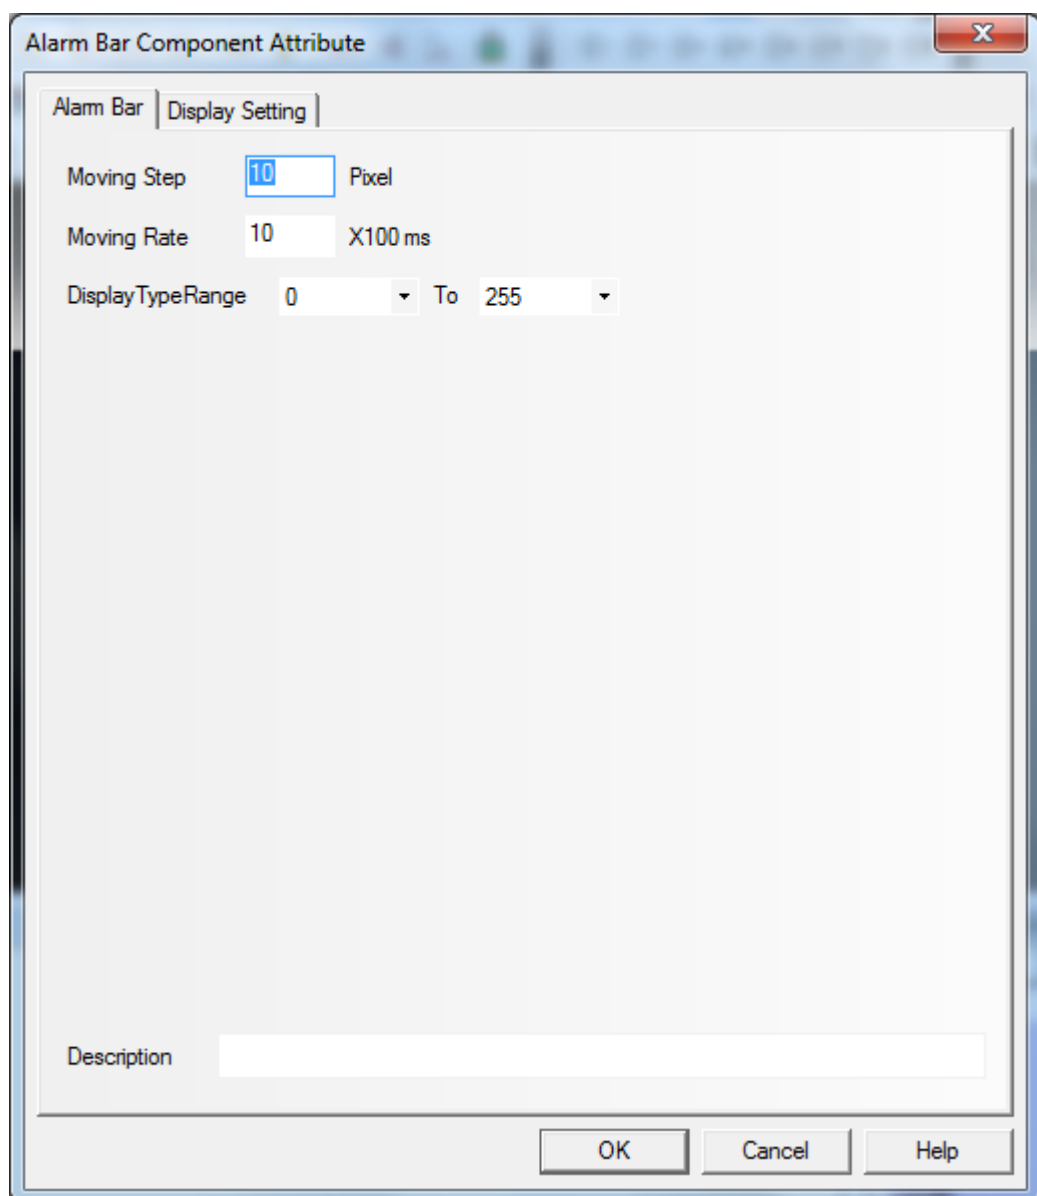 Alarm Bar Component Attribute
Alarm Bar Display Setting
Moving Step 10 Pixel
Moving Rate 10 X100 ms
DisplayTypeRange 0 To 255
Description
OK Cancel Help